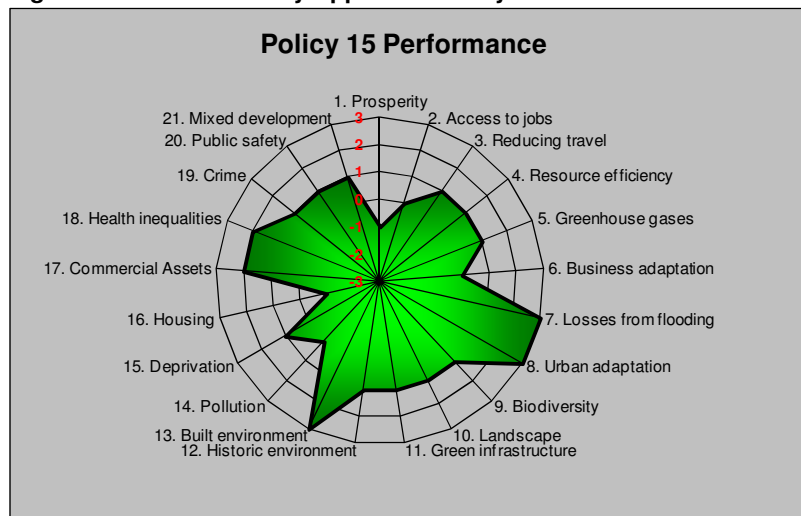 Policy 15 Performance
1. Prosperity
2. Access to jobs
3. Reducing travel
4. Resource efficiency
5. Greenhouse gases
6. Business adaptation
7. Losses from flooding
8. Urban adaptation
9. Biodiversity
10. Landscape
11. Green infrastructure
12. Historic environment
13. Built environment
14. Pollution
15. Deprivation
16. Housing
17. Commercial Assets
18. Health inequalities
19. Crime
20. Public safety
21. Mixed development
3
2
1
0
-1
-2
-3